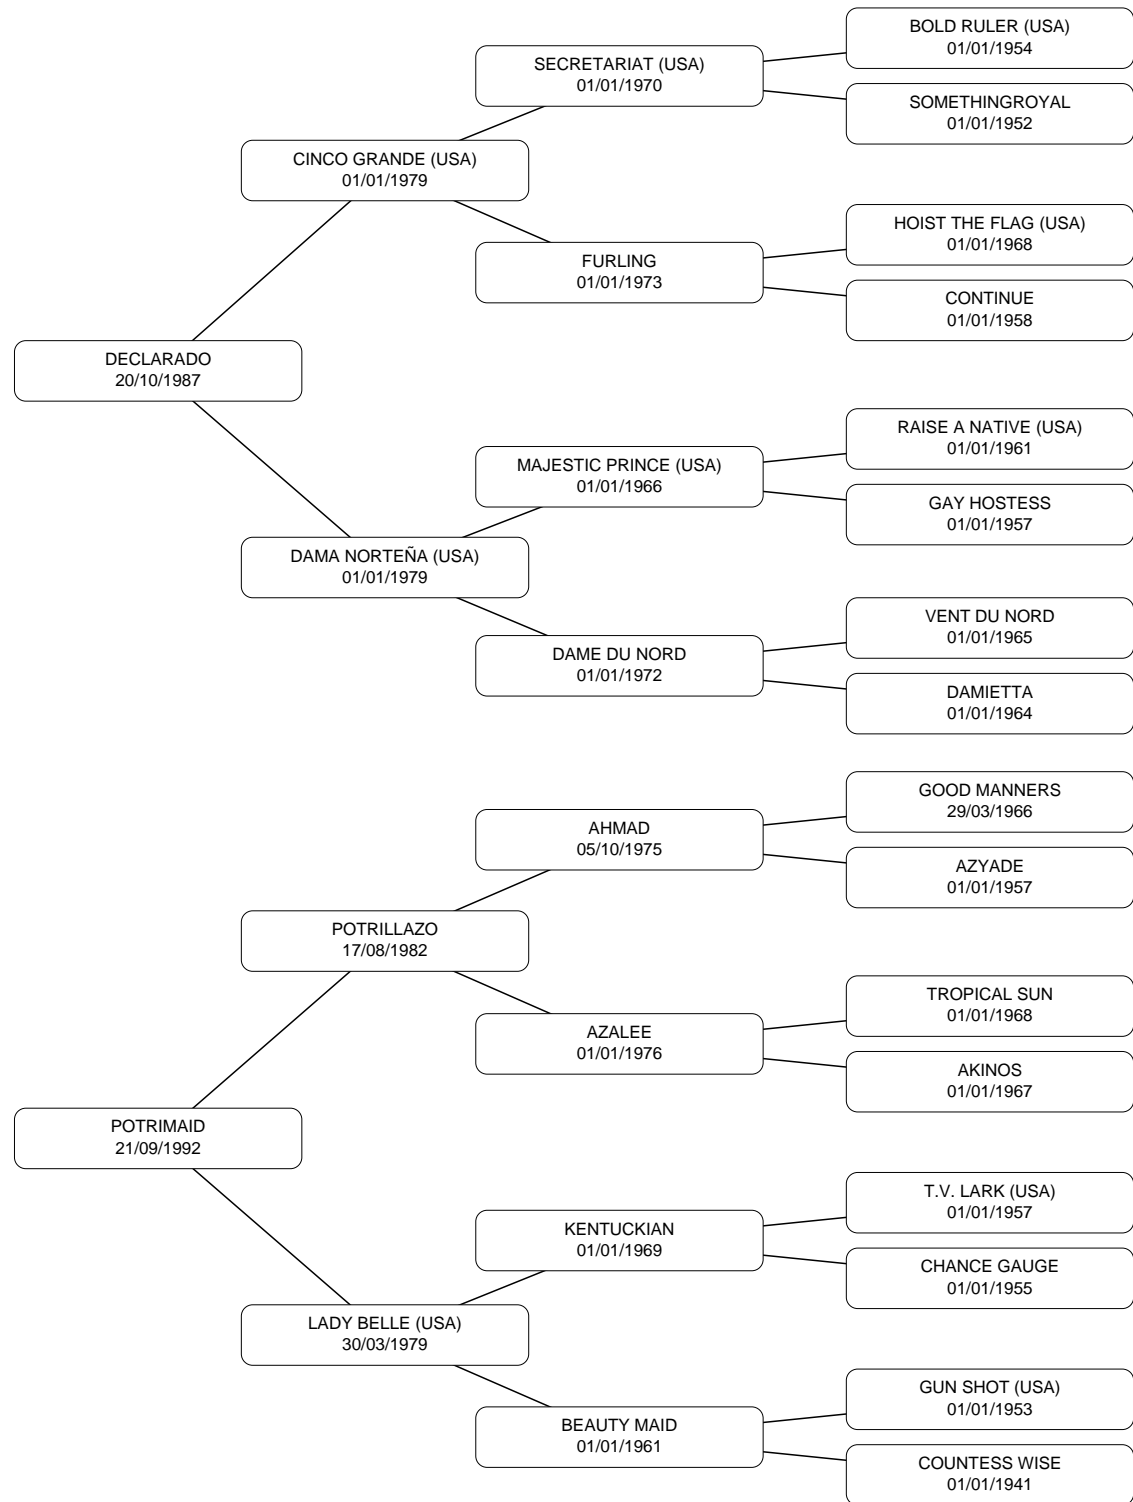 BOLD RULER (USA)
01/01/1954
SECRETARIAT (USA)
01/01/1970
SOMETHINGROYAL
01/01/1952
CINCO GRANDE (USA)
01/01/1979
HOIST THE FLAG (USA)
01/01/1968
FURLING
01/01/1973
CONTINUE
01/01/1958
DECLARADO
20/10/1987
RAISE A NATIVE (USA)
01/01/1961
MAJESTIC PRINCE (USA)
01/01/1966
GAY HOSTESS
01/01/1957
DAMA NORTEÑA (USA)
01/01/1979
VENT DU NORD
01/01/1965
DAME DU NORD
01/01/1972
DAMIETTA
01/01/1964
GOOD MANNERS
29/03/1966
AHMAD
05/10/1975
AZYADE
01/01/1957
POTRILLAZO
17/08/1982
TROPICAL SUN
01/01/1968
AZALEE
01/01/1976
AKINOS
01/01/1967
POTRIMAID
21/09/1992
T.V. LARK (USA)
01/01/1957
KENTUCKIAN
01/01/1969
CHANCE GAUGE
01/01/1955
LADY BELLE (USA)
30/03/1979
GUN SHOT (USA)
01/01/1953
BEAUTY MAID
01/01/1961
COUNTESS WISE
01/01/1941